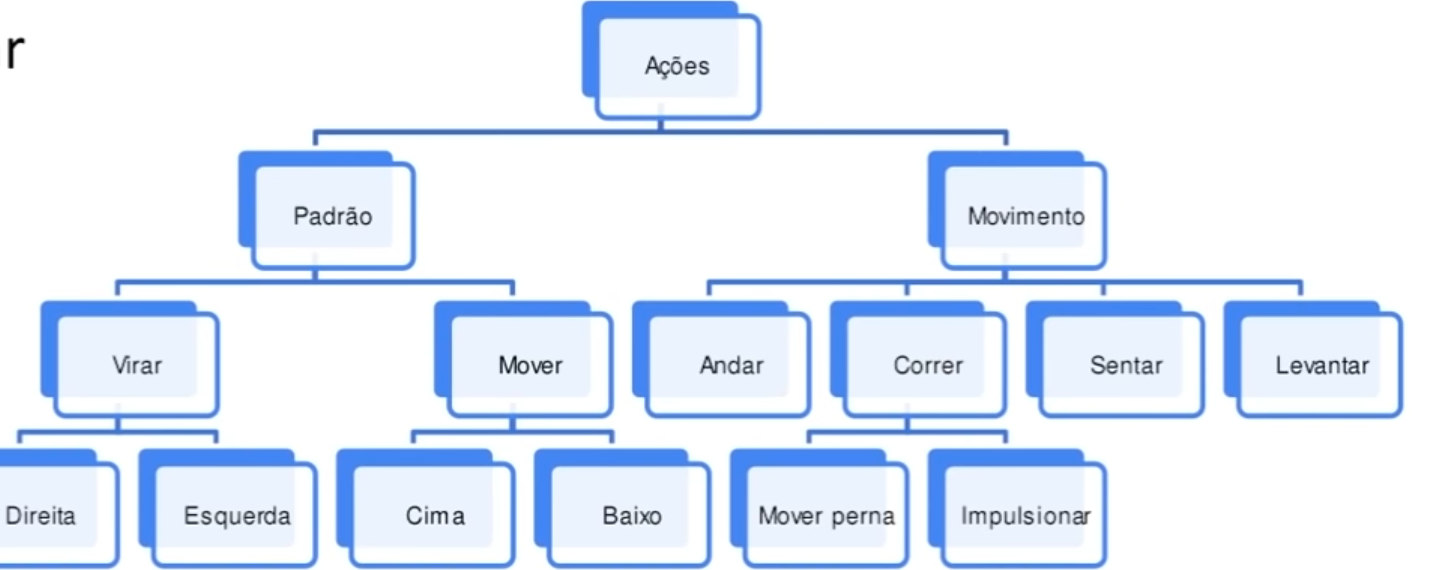 r
Ações
Padrão
Movimento
Virar
Mover
Andar
Correr
Sentar
Levantar
Direita
Esquerda
Cima
Baixo
Mover perna
Impulsionar